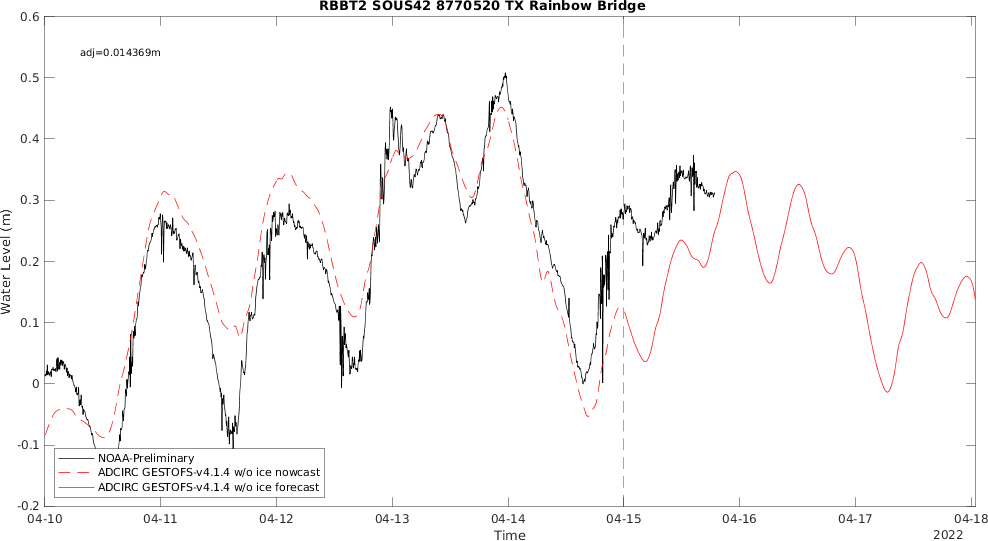 RBBT2 SOUS42 8770520 TX Rainbow Bridge
adj=0.014369m
Water Level (m)
0.6
0.5
0.4
0.3
0.2
0.1
0
-0.1
-0.2
NOAA-Preliminary
ADCIRC GESTOFS-v4.1.4 w/o ice nowcast
ADCIRC GESTOFS-v4.1.4 w/o ice forecast
04-10 04-11 04-12 04-13 04-14 04-15 04-16 04-17 04-18
Time
2022